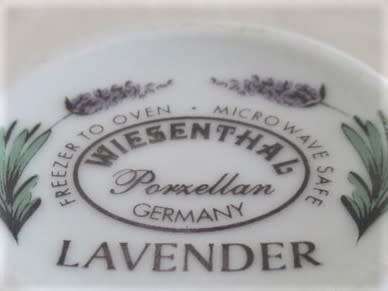 FREEZER TO OVEN · MICROWAVE SAFE
WIESENTHAL
Porzellan
GERMANY
LAVENDER